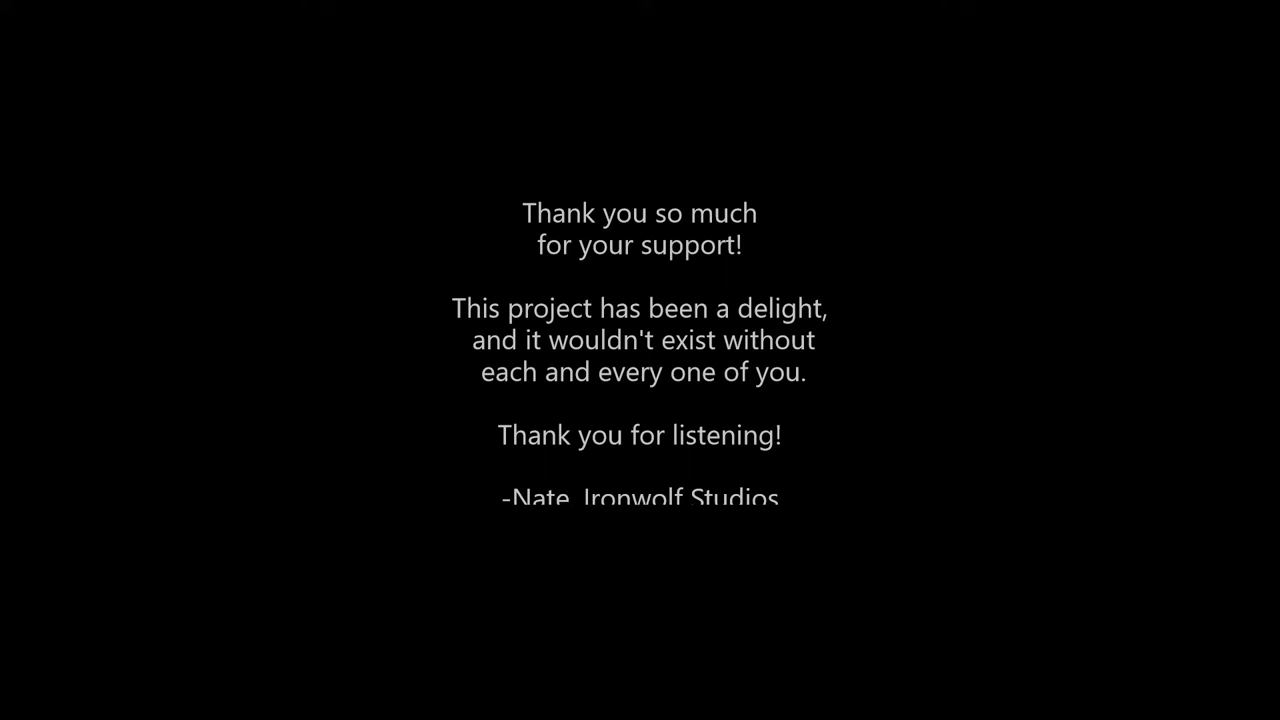 Thank you so much
for your support!
This project has been a delight,
and it wouldn't exist without
each and every one of you.
Thank you for listening!
-Nate, Ironwolf Studios